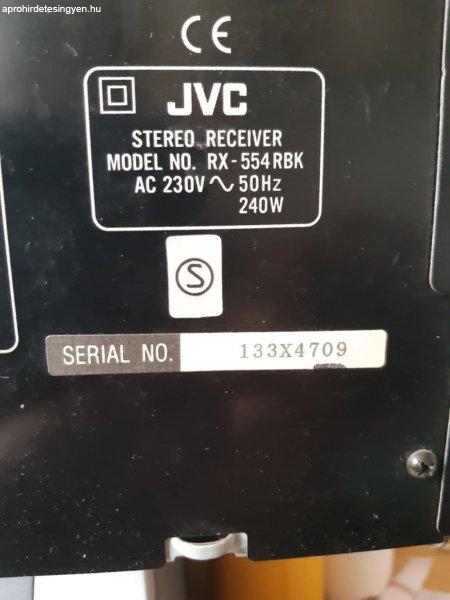 aprohirdetesingyen.hu
CE
JVC
STEREO RECEIVER
MODEL NO. RX-554RBK
AC 230V ~ 50Hz
240W
S
SERIAL NO. 133X4709